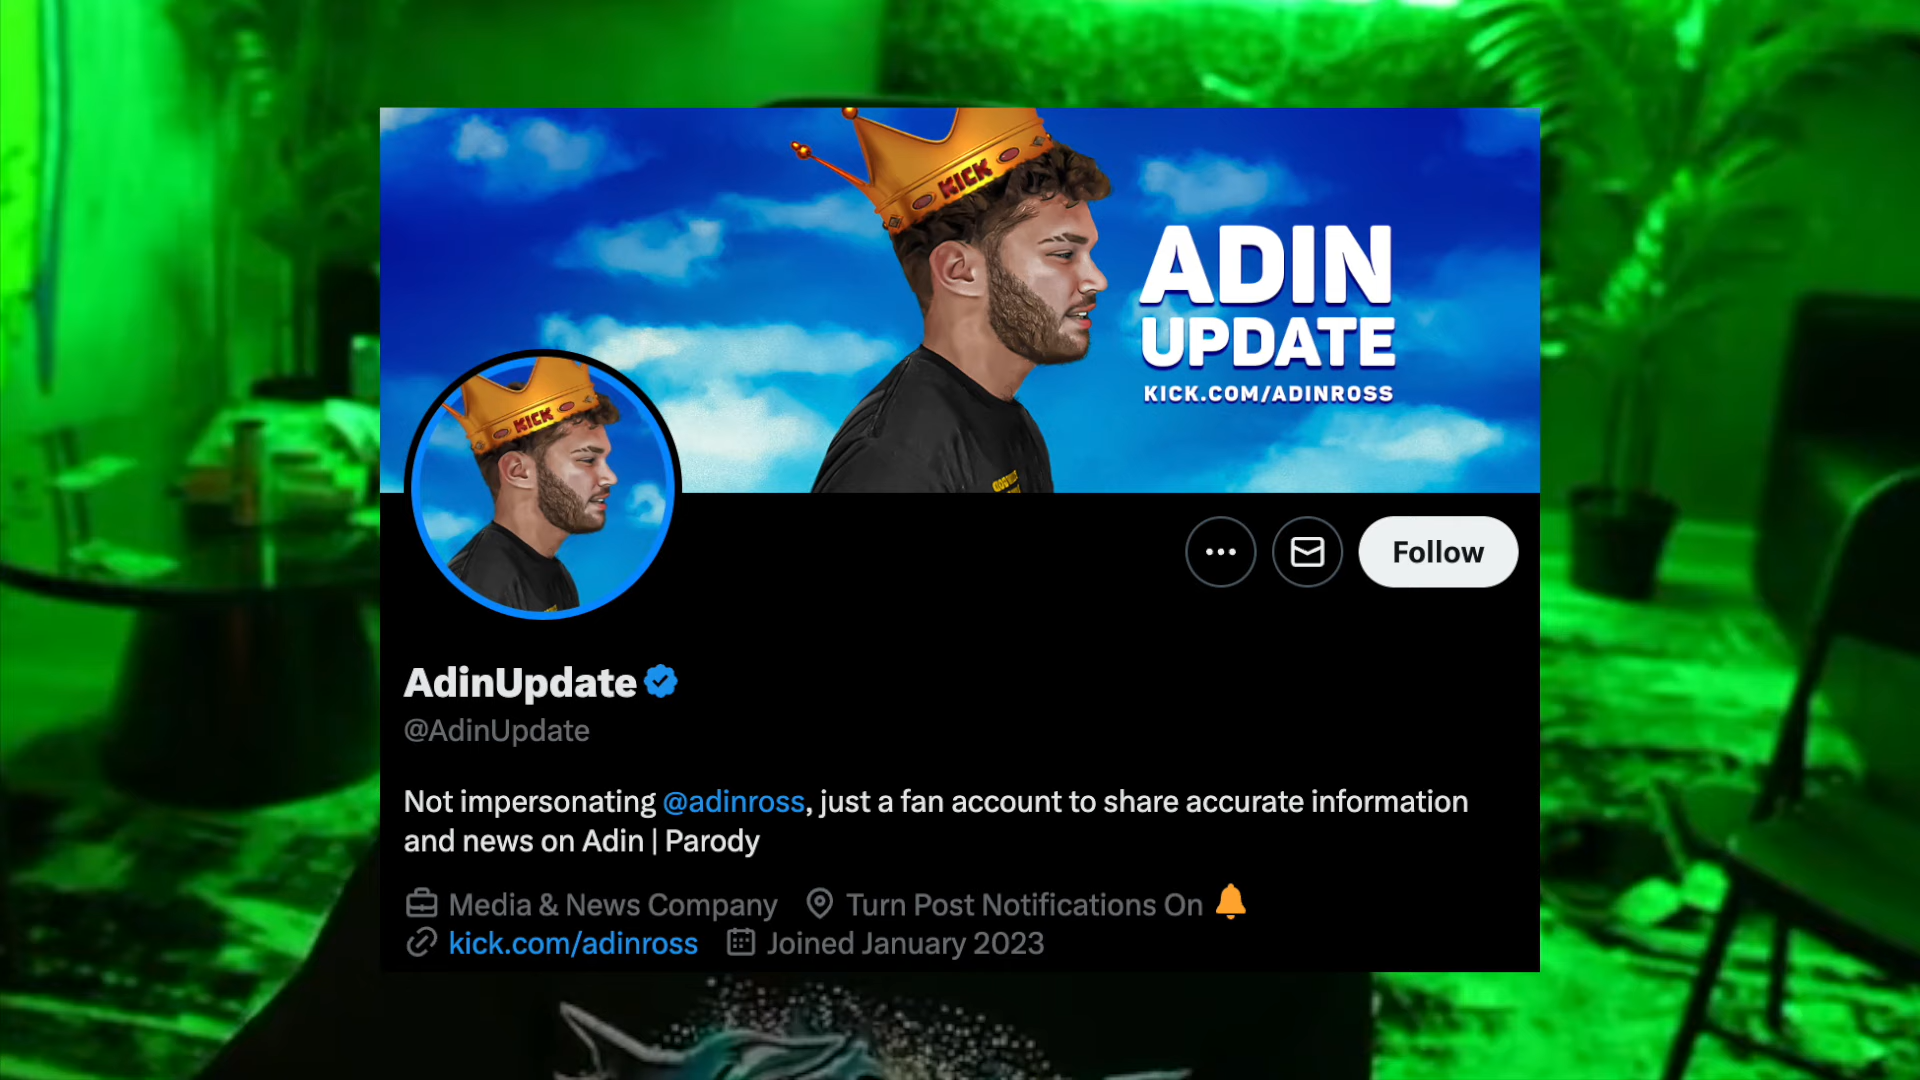 KICK
ADIN
UPDATE
KICK.COM/ADINROSS
KICK
Follow
AdinUpdate
@AdinUpdate
Not impersonating @adinross, just a fan account to share accurate information
and news on Adin | Parody
Media & News Company Turn Post Notifications On
kick.com/adinross Joined January 2023